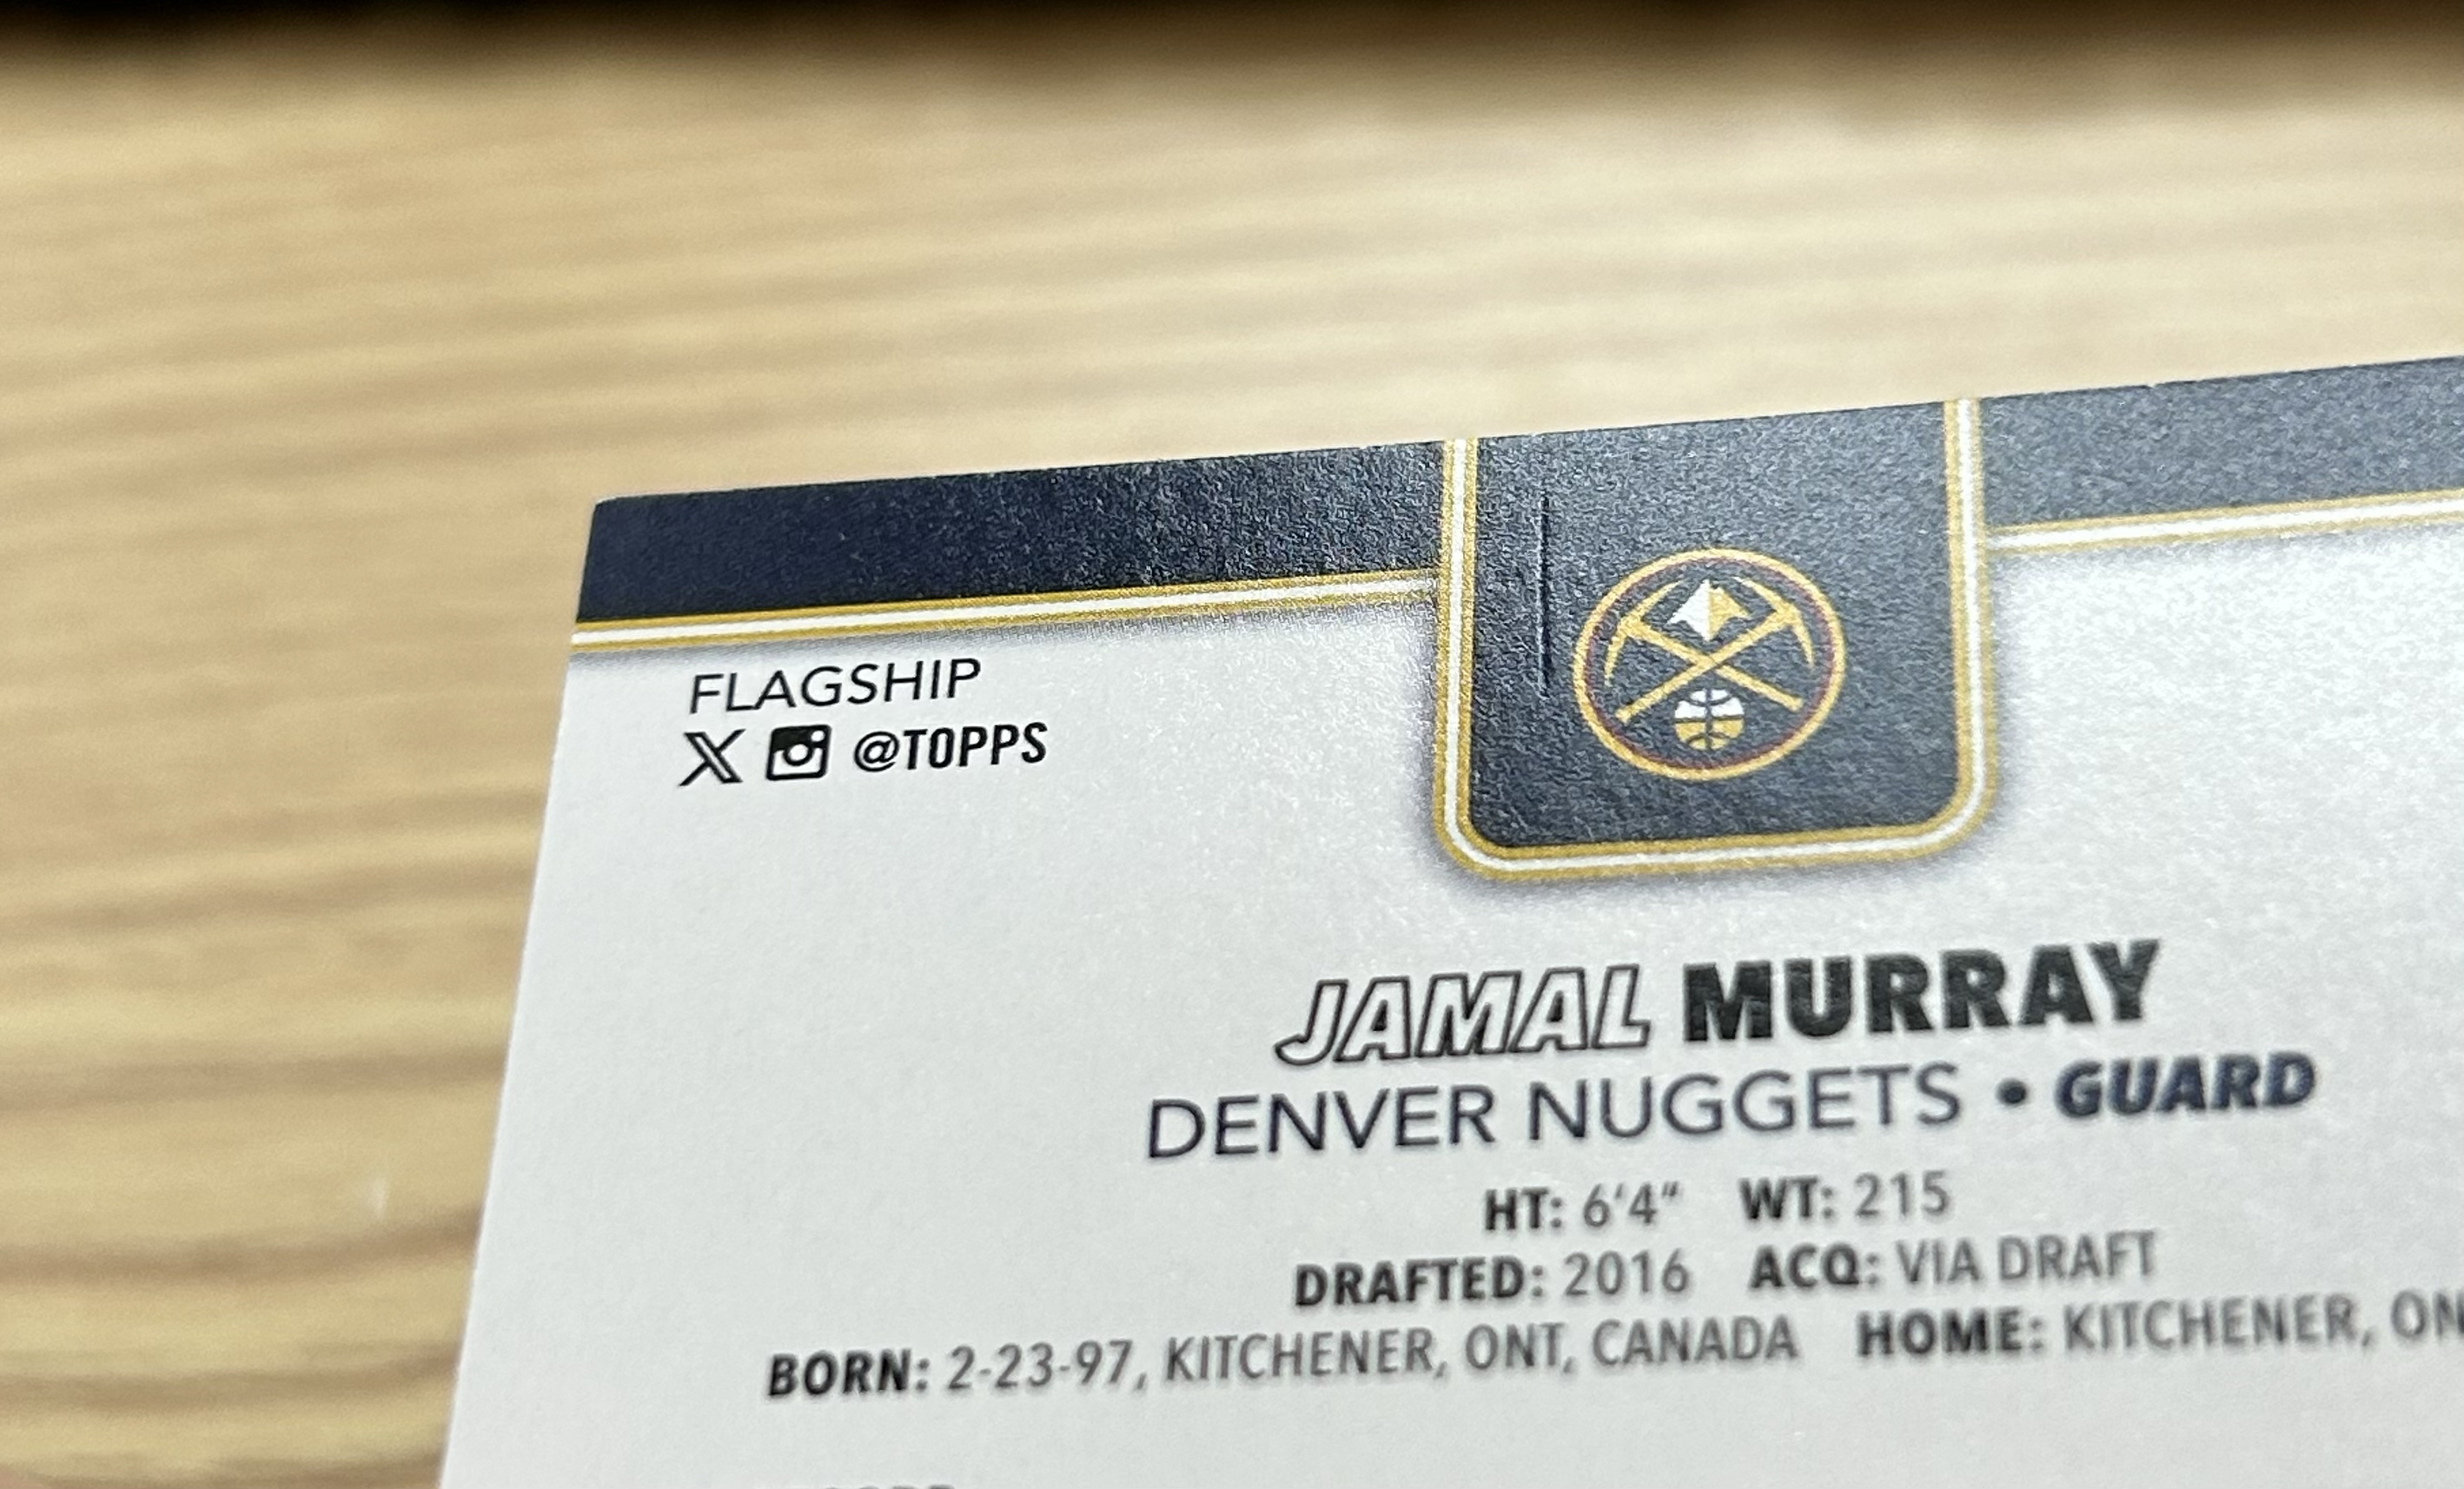 FLAGSHIP
X @TOPPS
JAMAL MURRAY
DENVER NUGGETS • GUARD
HT: 6'4" WT: 215
DRAFTED: 2016 ACQ: VIA DRAFT
BORN: 2-23-97, KITCHENER, ONT, CANADA HOME: KITCHENER, ON